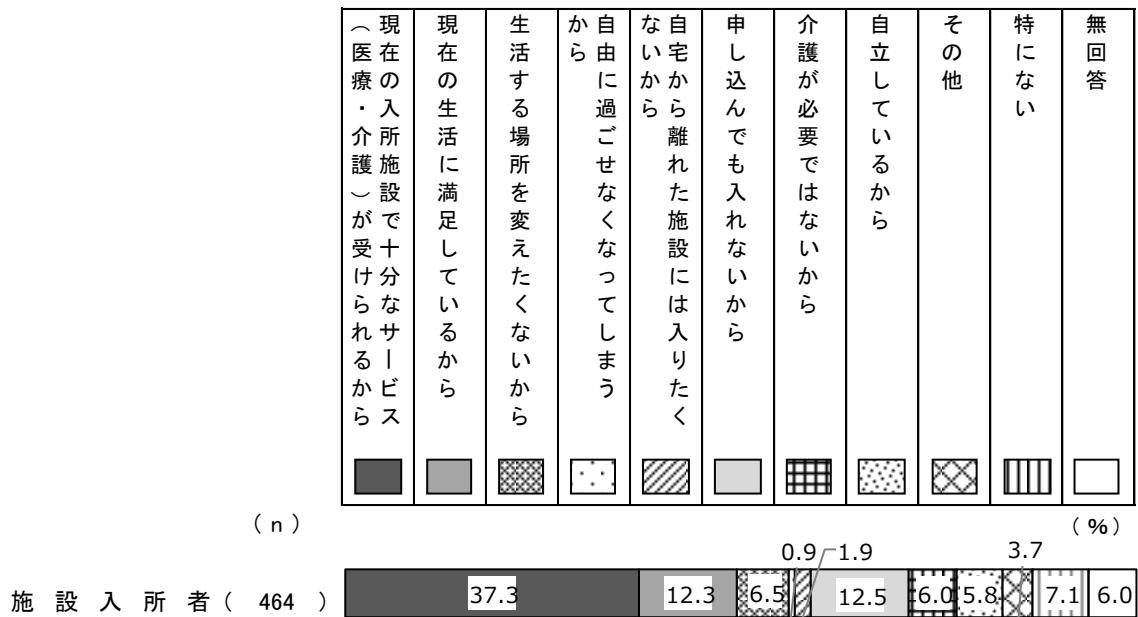 現在の入所施設で十分なサービス
（医療・介護）が受けられるから
現在の生活に満足しているから
生活する場所を変えたくないから
自由に過ごせなくなってしまう
から
自宅から離れた施設には入りたく
ないから
申し込んでも入れないから
介護が必要ではないから
自立しているから
その他
特にない
無回答
（ｎ）
（％）
0.9 1.9 3.7
施 設 入 所 者（ 464 ） 37.3 12.3 6.5 12.5 6.0 5.8 7.1 6.0